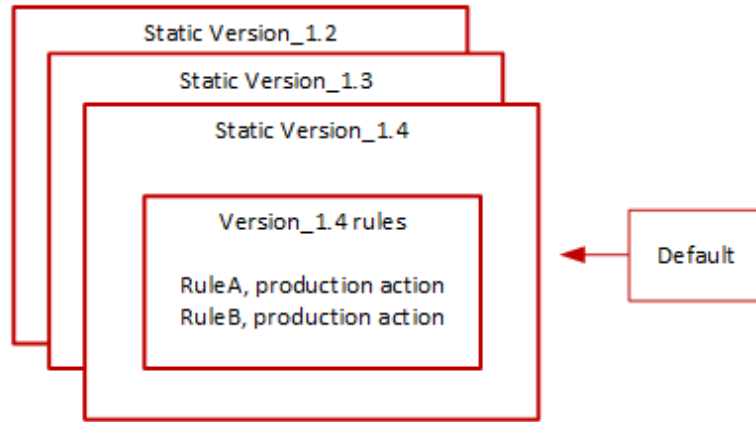 Static Version_1.2
Static Version_1.3
Static Version_1.4
Version_1.4 rules
RuleA, production action
RuleB, production action
Default